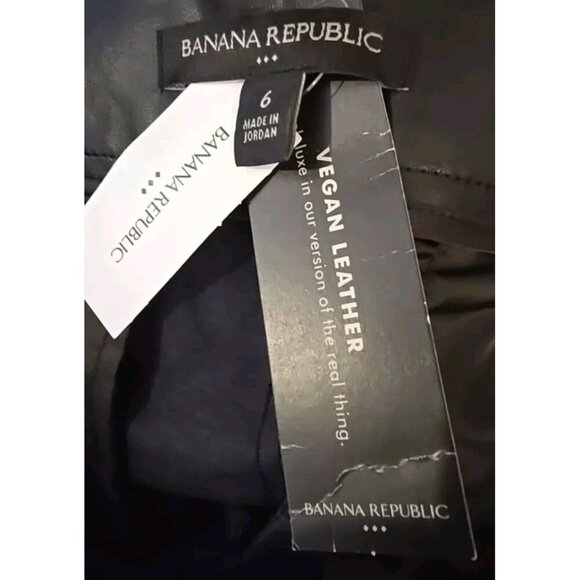 BANANA REPUBLIC
6
MADE IN
JORDAN
BANANA REPUBLIC
VEGAN LEATHER
luxe in our version of the real thing.
BANANA REPUBLIC